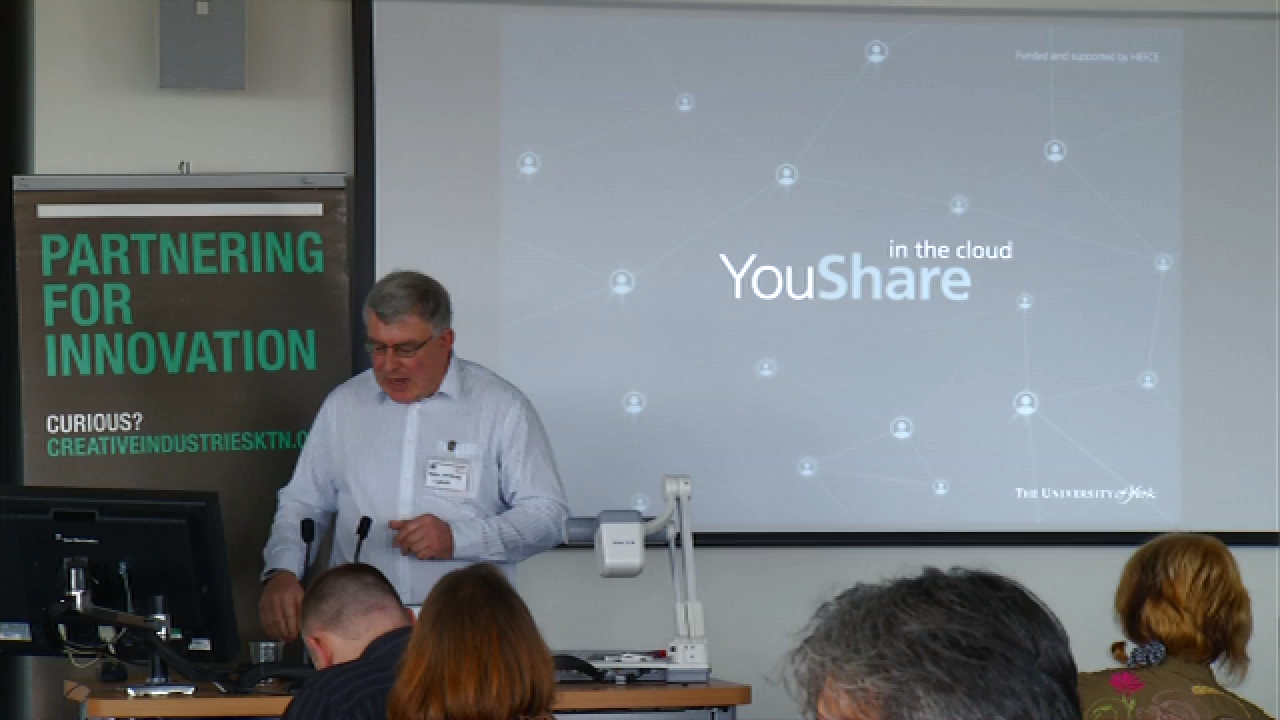 Funded and supported by HEFCE
in the cloud
YouShare
THE UNIVERSITY of York
PARTNERING
FOR
INNOVATION
CURIOUS?
CREATIVEINDUSTRIESKTN.O